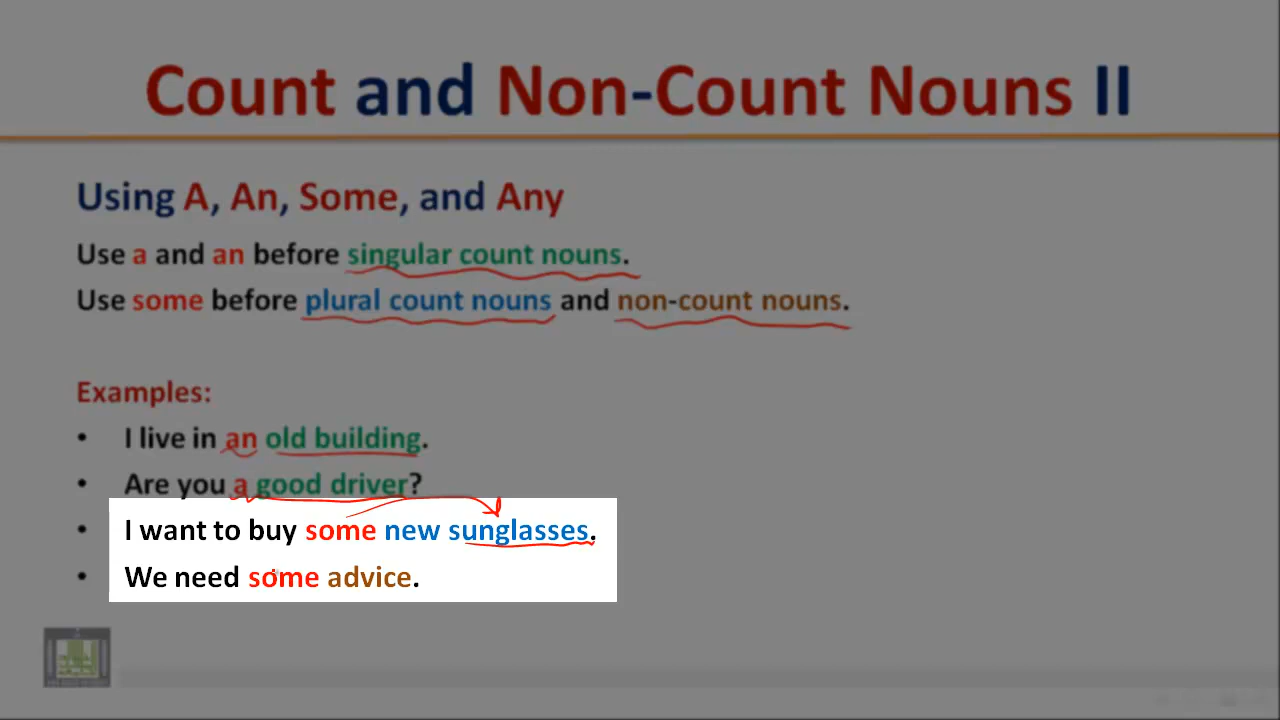 Count and Non-Count Nouns II
Using A, An, Some, and Any
Use a and an before singular count nouns.
Use some before plural count nouns and non-count nouns.
Examples:
• I live in an old building.
• Are you a good driver?
• I want to buy some new sunglasses.
• We need some advice.